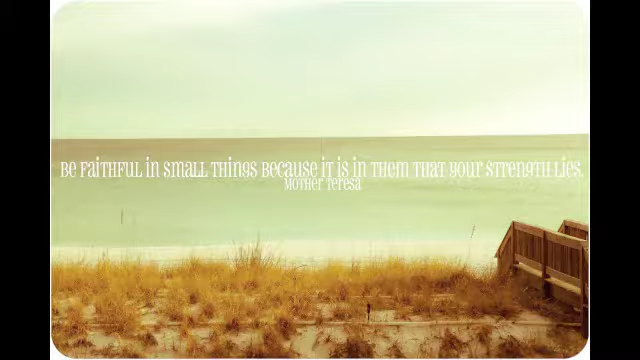 Be faithful in small things because it is in them that your strength lies.
Mother Teresa